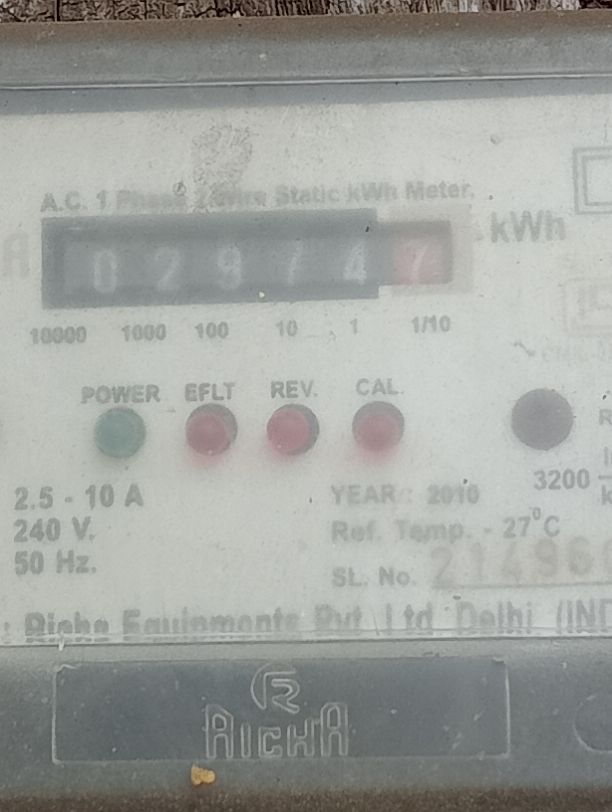 A.C. 1 Phase 2 Wire Static kWh Meter.
0 2 9 7 4 7 kWh
10000 1000 100 10 1 1/10
POWER EFLT REV. CAL.
3200
2.5 - 10 A YEAR : 2010
240 V. Ref. Temp. - 27°C
50 Hz. SL. No. 214966
: Richa Equipments Pvt. Ltd. Delhi (IND
RICHA